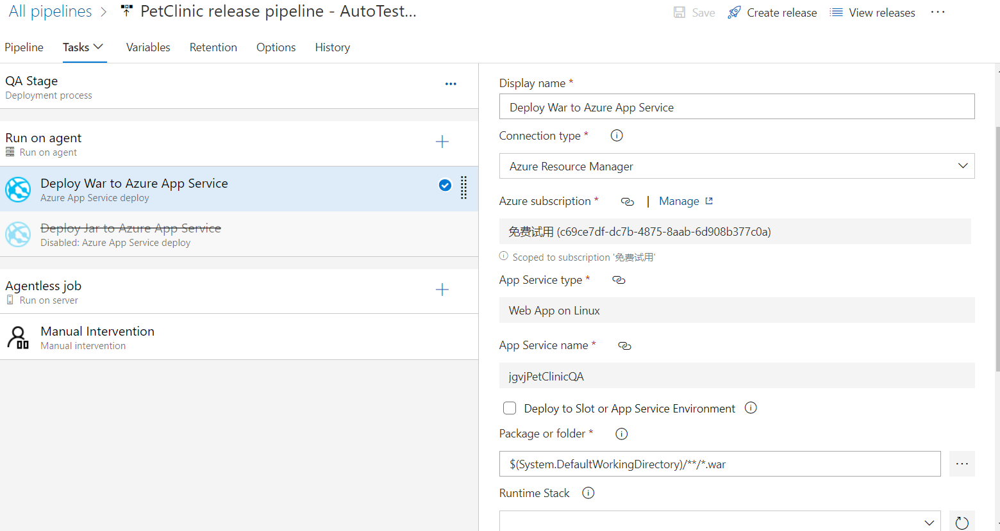 All pipelines > PetClinic release pipeline - AutoTest...
Save Create release View releases ...
Pipeline Tasks Variables Retention Options History
QA Stage
Deployment process
...
Run on agent
Run on agent
Deploy War to Azure App Service
Azure App Service deploy
Deploy Jar to Azure App Service
Disabled: Azure App Service deploy
Agentless job
Run on server
Manual Intervention
Manual intervention
Display name *
Deploy War to Azure App Service
Connection type *
Azure Resource Manager
Azure subscription * | Manage
免费试用 (c69ce7df-dc7b-4875-8aab-6d908b377c0a)
Scoped to subscription '免费试用'
App Service type *
Web App on Linux
App Service name *
jgvjPetClinicQA
Deploy to Slot or App Service Environment
Package or folder *
$(System.DefaultWorkingDirectory)/**/*.war
...
Runtime Stack